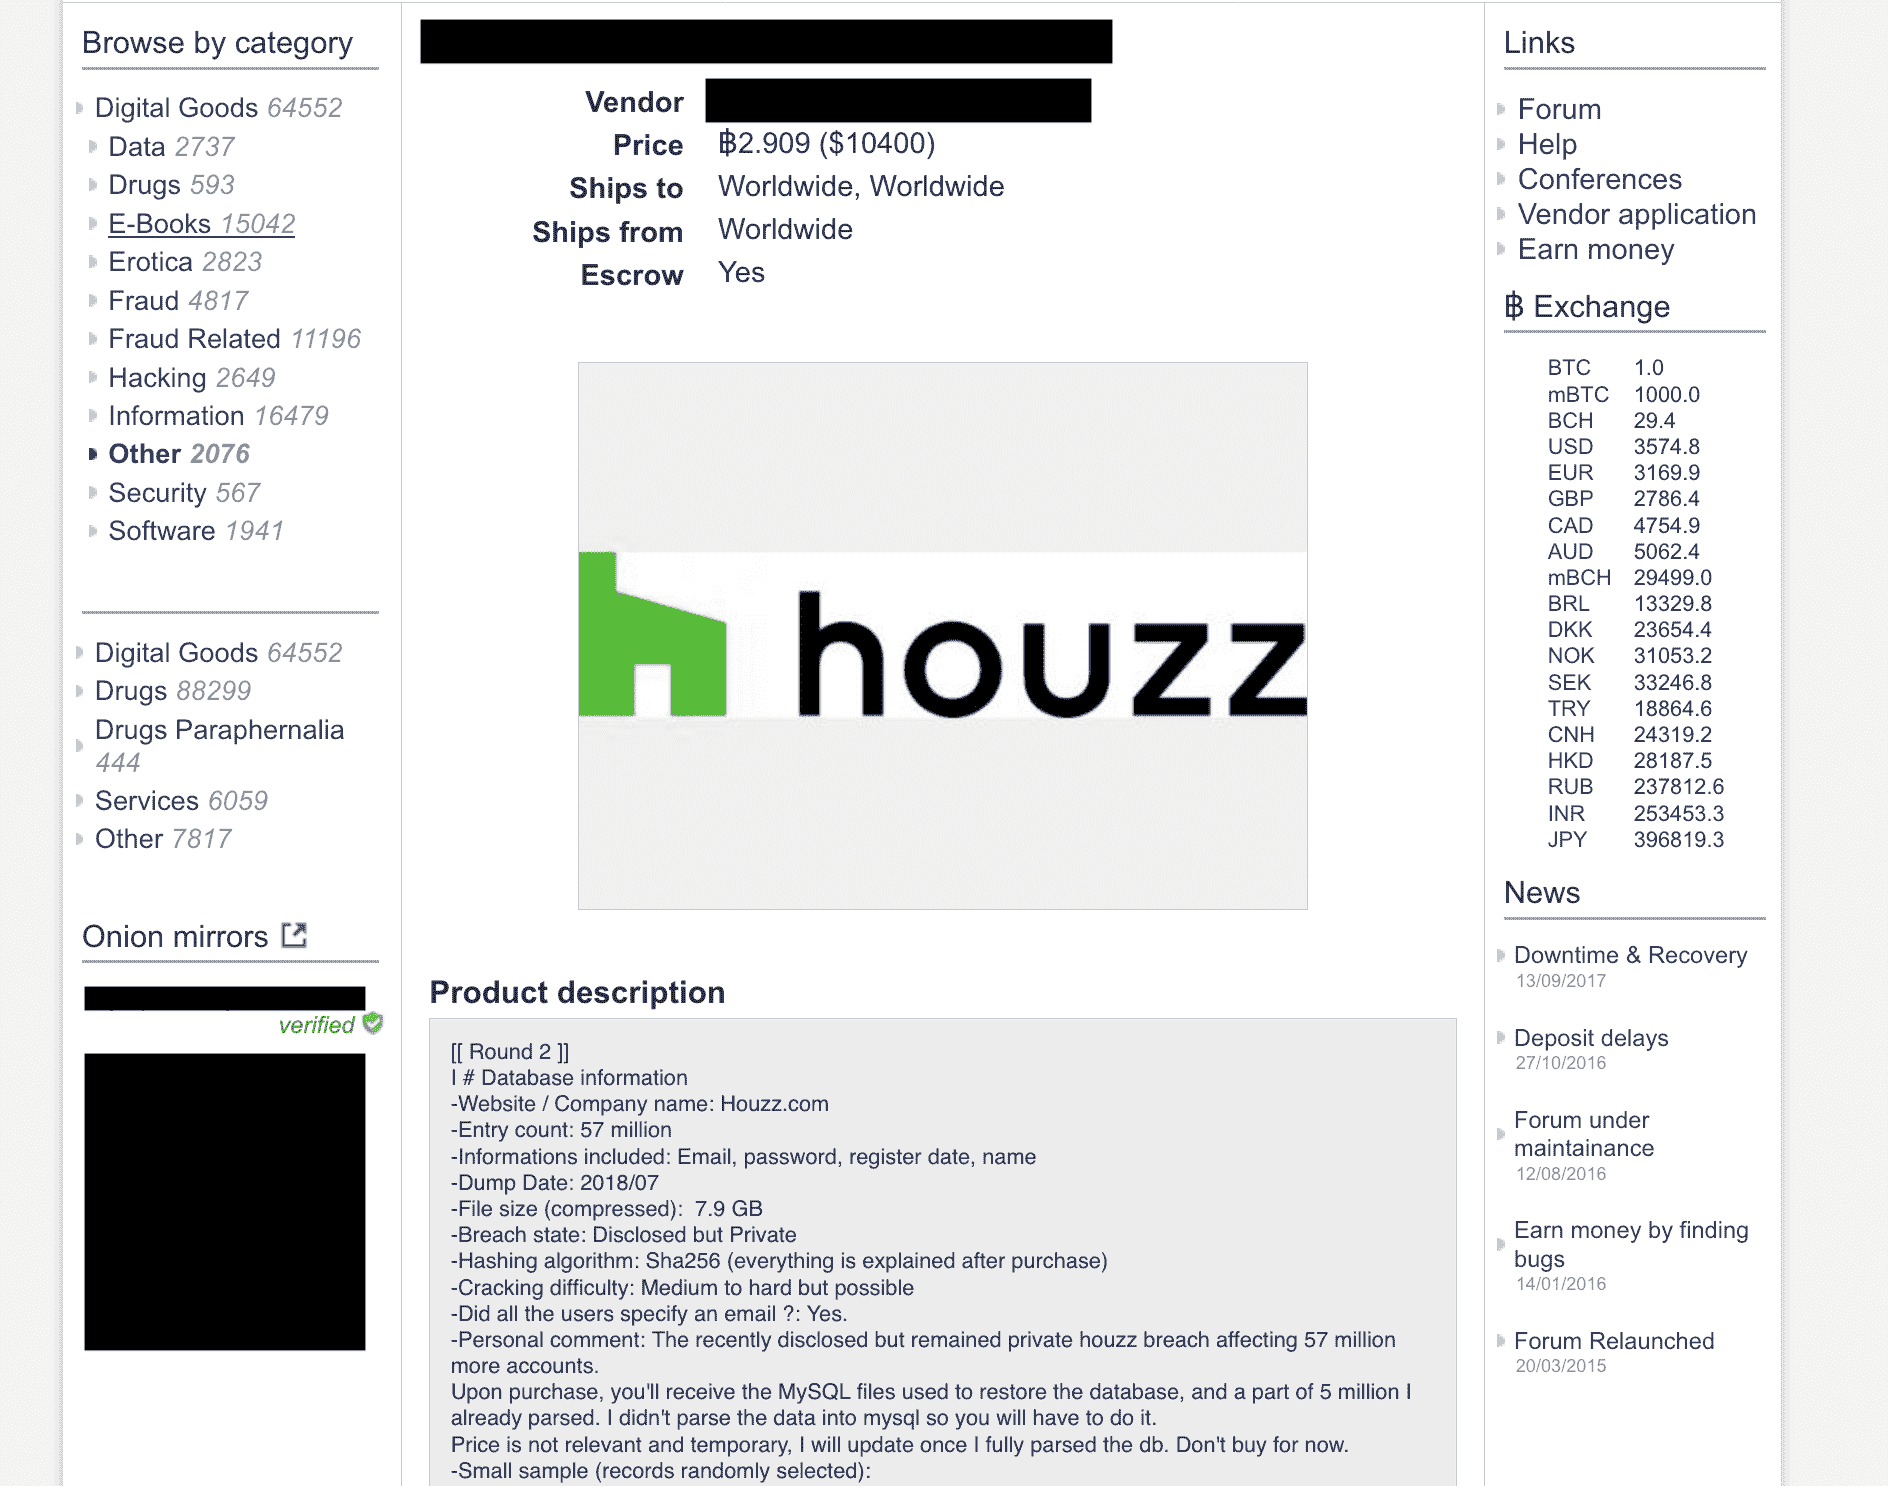 Browse by category
Digital Goods 64552
Data 2737
Drugs 593
E-Books 15042
Erotica 2823
Fraud 4817
Fraud Related 11196
Hacking 2649
Information 16479
Other 2076
Security 567
Software 1941
Digital Goods 64552
Drugs 88299
Drugs Paraphernalia
444
Services 6059
Other 7817
Onion mirrors
verified
Vendor
Price ฿2.909 ($10400)
Ships to Worldwide, Worldwide
Ships from Worldwide
Escrow Yes
houzz
Product description
[[ Round 2 ]]
I # Database information
-Website / Company name: Houzz.com
-Entry count: 57 million
-Informations included: Email, password, register date, name
-Dump Date: 2018/07
-File size (compressed):  7.9 GB
-Breach state: Disclosed but Private
-Hashing algorithm: Sha256 (everything is explained after purchase)
-Cracking difficulty: Medium to hard but possible
-Did all the users specify an email ?: Yes.
-Personal comment: The recently disclosed but remained private houzz breach affecting 57 million
more accounts.
Upon purchase, you'll receive the MySQL files used to restore the database, and a part of 5 million I
already parsed. I didn't parse the data into mysql so you will have to do it.
Price is not relevant and temporary, I will update once I fully parsed the db. Don't buy for now.
-Small sample (records randomly selected):
Links
Forum
Help
Conferences
Vendor application
Earn money
฿ Exchange
BTC 1.0
mBTC 1000.0
BCH 29.4
USD 3574.8
EUR 3169.9
GBP 2786.4
CAD 4754.9
AUD 5062.4
mBCH 29499.0
BRL 13329.8
DKK 23654.4
NOK 31053.2
SEK 33246.8
TRY 18864.6
CNH 24319.2
HKD 28187.5
RUB 237812.6
INR 253453.3
JPY 396819.3
News
Downtime & Recovery
13/09/2017
Deposit delays
27/10/2016
Forum under
maintainance
12/08/2016
Earn money by finding
bugs
14/01/2016
Forum Relaunched
20/03/2015